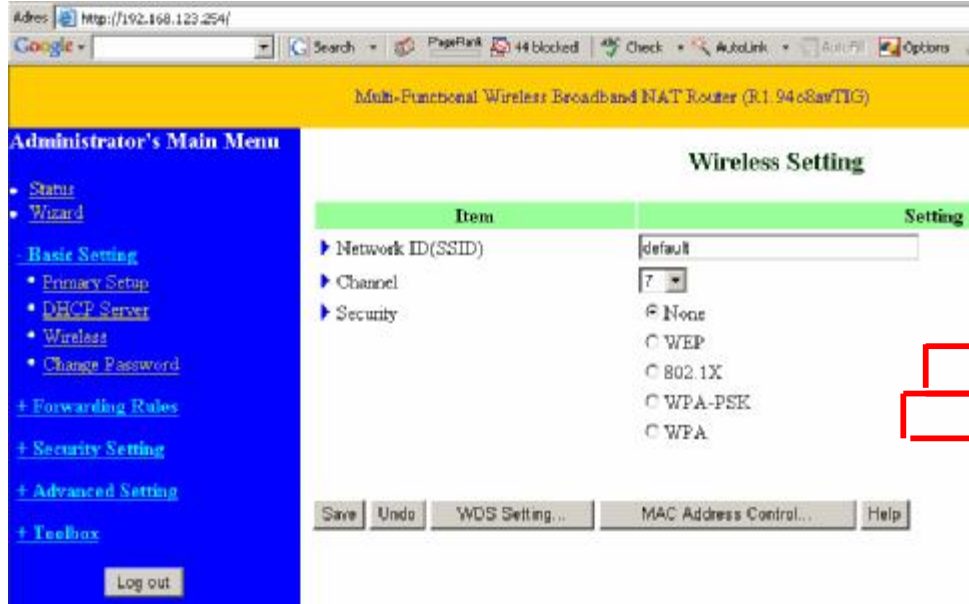 Adres http://192.168.123.254/
Google Search PageRank 44 blocked Check AutoLink AutoFill Options
Multi-Functional Wireless Broadband NAT Router (R1.94c8avTIG)
Administrator's Main Menu
Status
Wizard
- Basic Setting
Primary Setup
DHCP Server
Wireless
Change Password
+ Forwarding Rules
+ Security Setting
+ Advanced Setting
+ Toolbox
Log out
Wireless Setting
Item Setting
Network ID(SSID) default
Channel 7
Security None
WEP
802.1X
WPA-PSK
WPA
Save Undo WDS Setting... MAC Address Control... Help